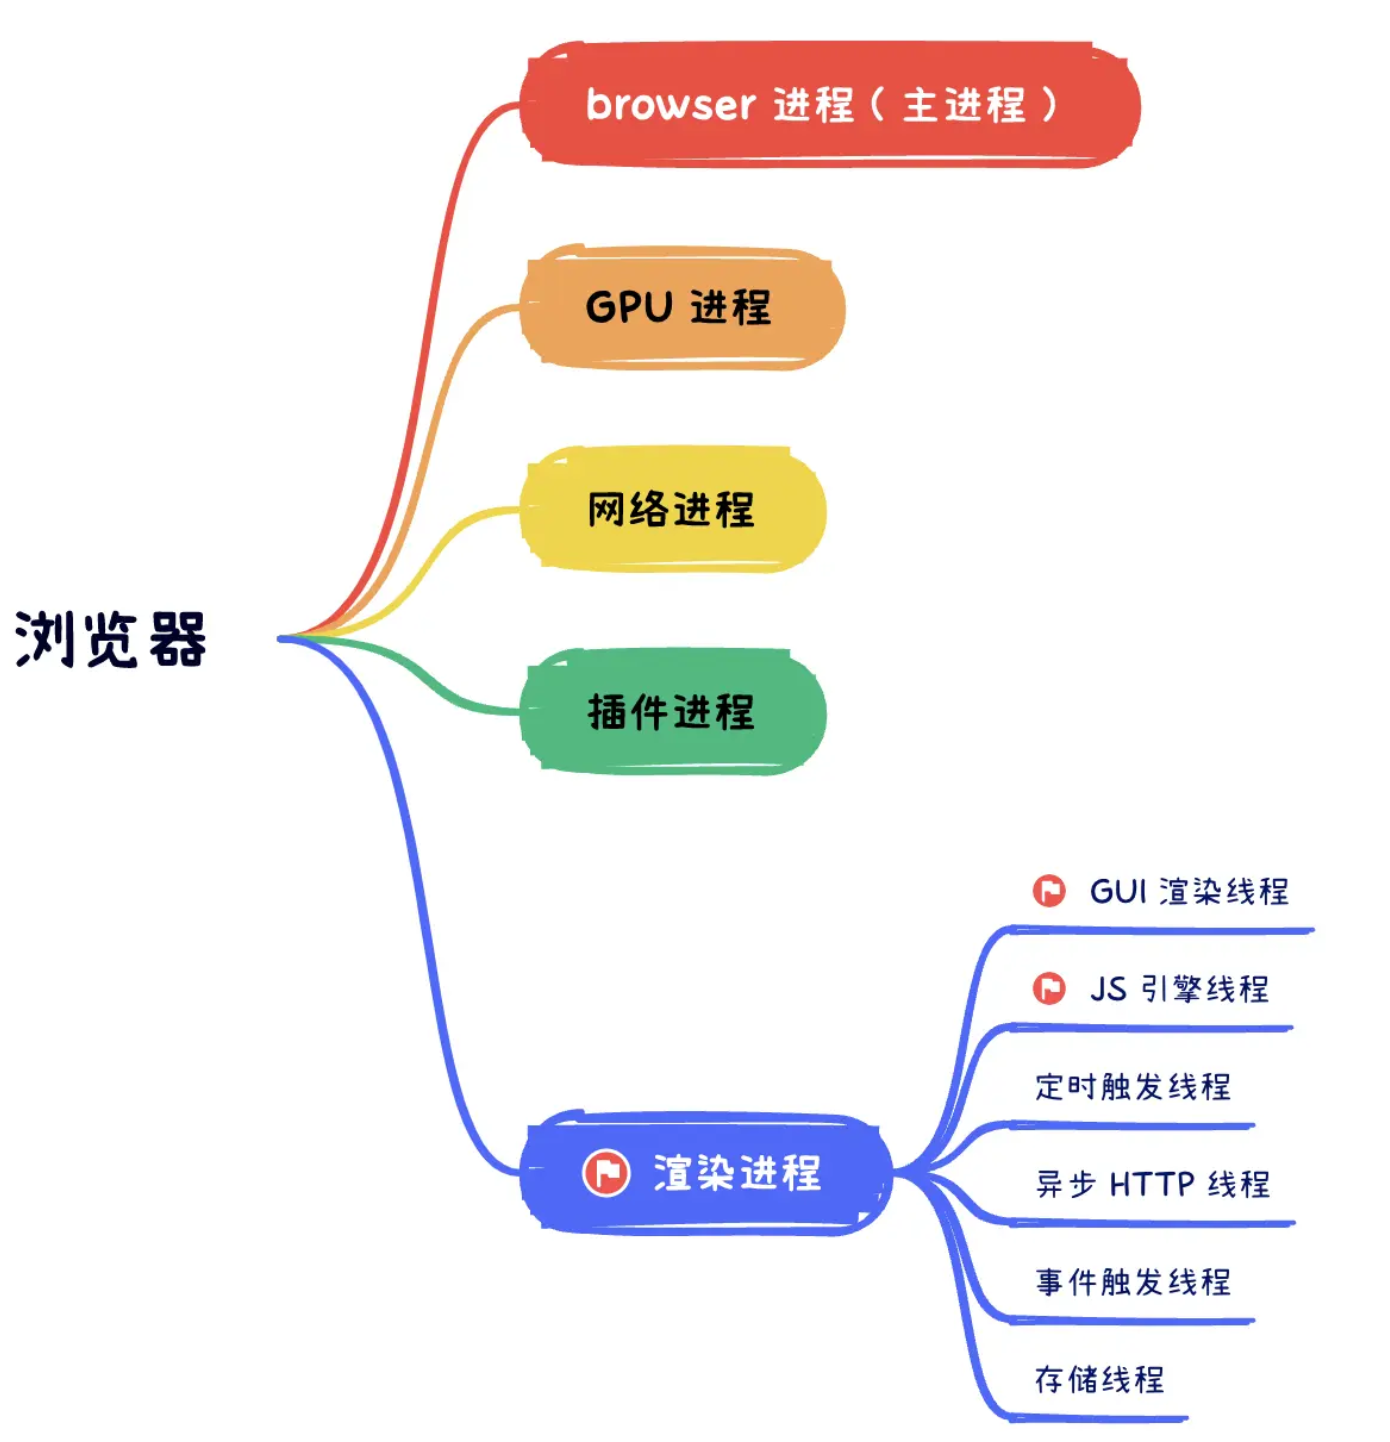 browser 进程（主进程）
GPU 进程
网络进程
浏览器
插件进程
GUI 渲染线程
JS 引擎线程
定时触发线程
渲染进程
异步 HTTP 线程
事件触发线程
存储线程